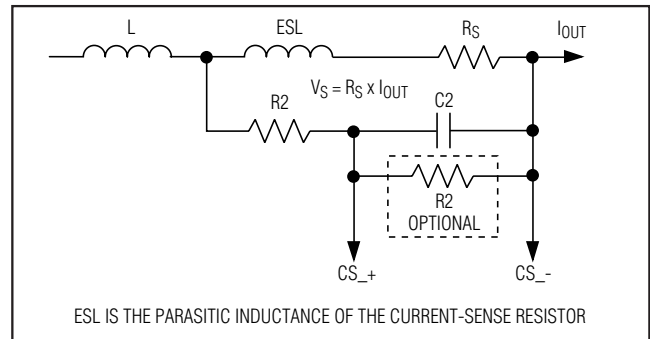 L
ESL
RS
IOUT
VS = RS x IOUT
R2
C2
R2
OPTIONAL
CS_+
CS_-
ESL IS THE PARASITIC INDUCTANCE OF THE CURRENT-SENSE RESISTOR